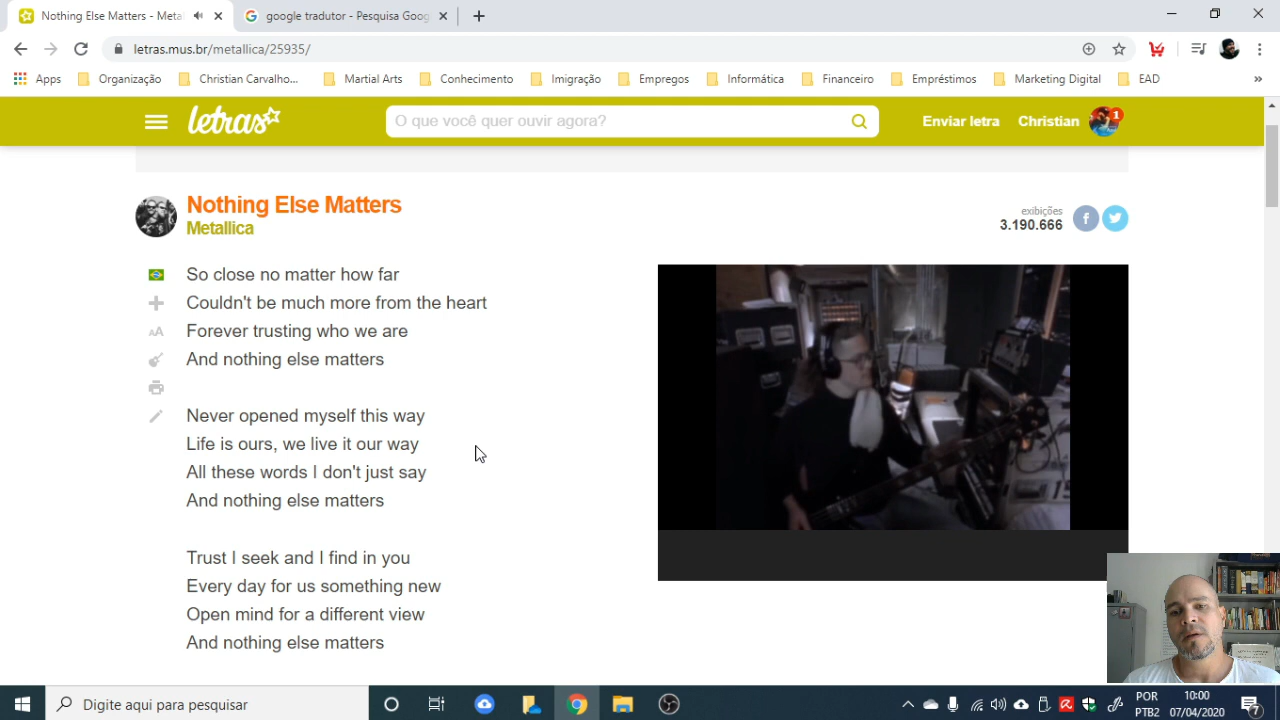 Nothing Else Matters - Meta
google tradutor - Pesquisa Goog
letras.mus.br/metallica/25935/
Apps
Organização
Christian Carvalho...
Martial Arts
Conhecimento
Imigração
Empregos
Informática
Financeiro
Empréstimos
Marketing Digital
EAD
»
letras
O que você quer ouvir agora?
Enviar letra
Christian
1
Nothing Else Matters
Metallica
exibições
3.190.666
So close no matter how far
Couldn't be much more from the heart
Forever trusting who we are
And nothing else matters
Never opened myself this way
Life is ours, we live it our way
All these words I don't just say
And nothing else matters
Trust I seek and I find in you
Every day for us something new
Open mind for a different view
And nothing else matters
Digite aqui para pesquisar
POR
PTB2
10:00
07/04/2020
7